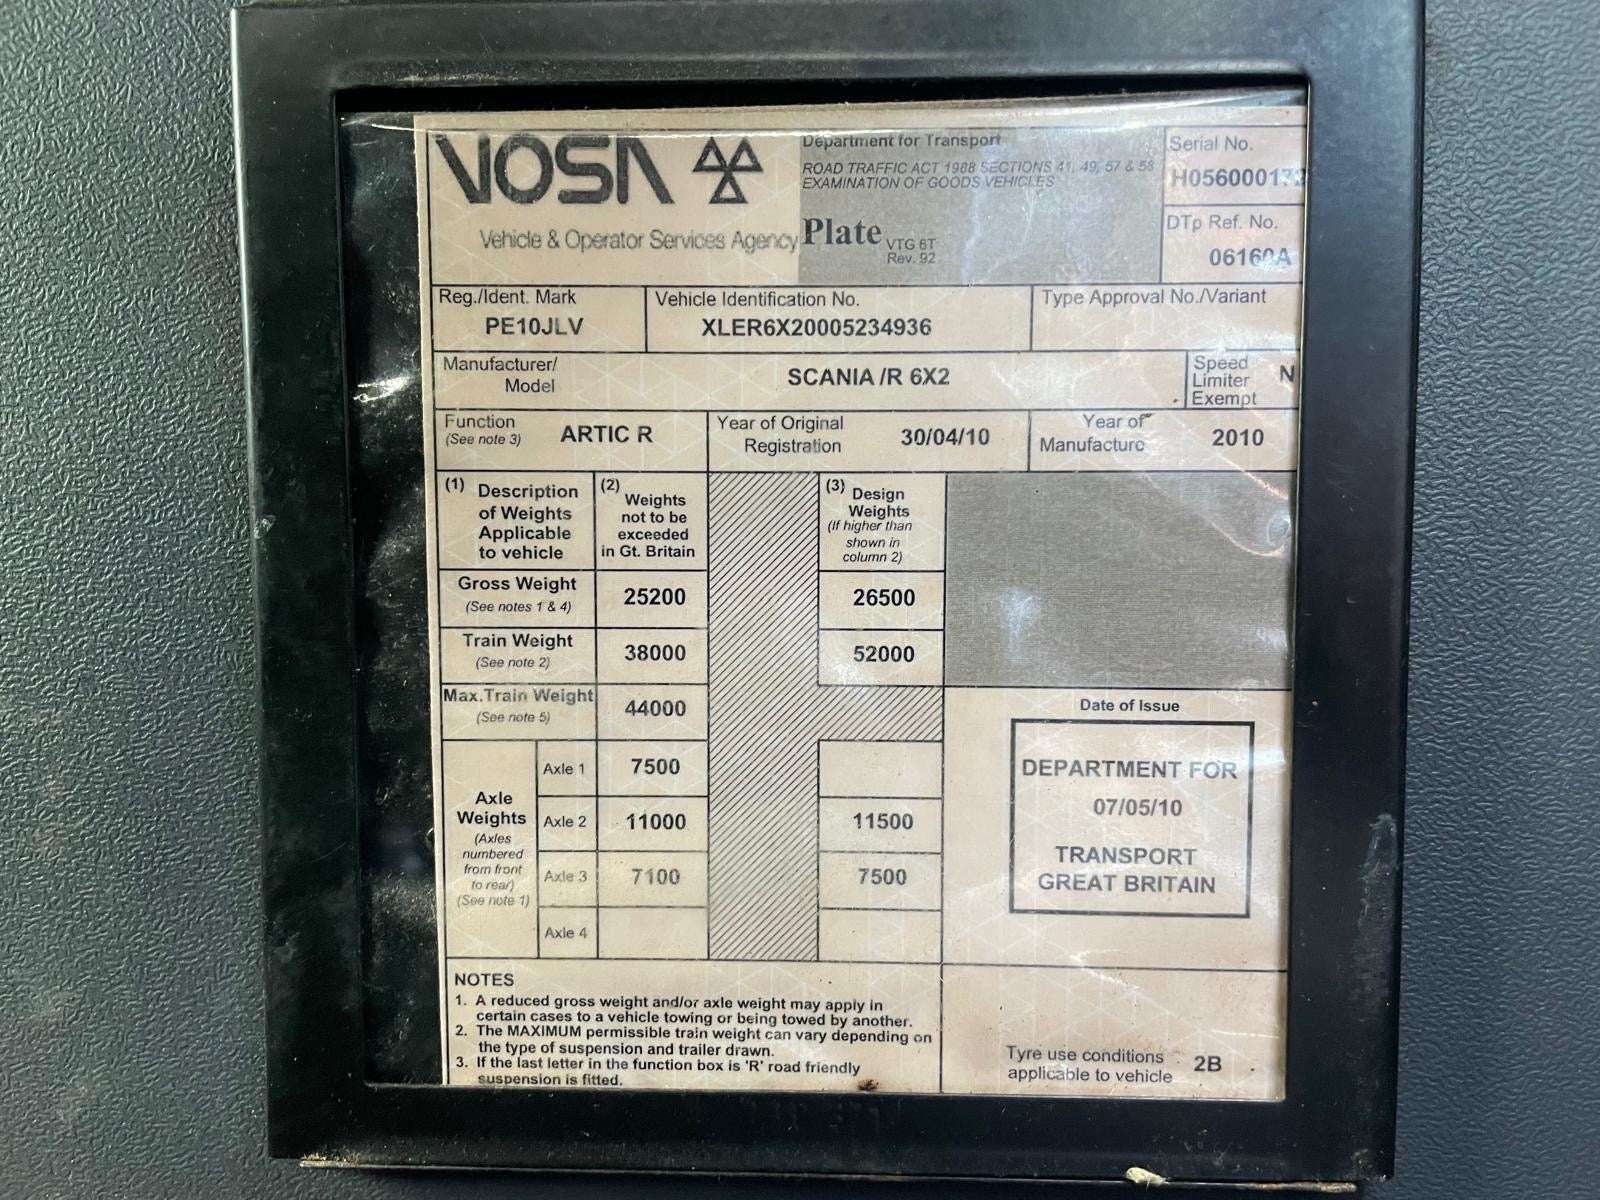 VOSA
Vehicle & Operator Services Agency
Department for Transport
ROAD TRAFFIC ACT 1988 SECTIONS 41, 49, 57 & 58
EXAMINATION OF GOODS VEHICLES
Plate VTG 6T
Rev. 92
Serial No.
DTp Ref. No.
06160A
Reg./Ident. Mark
PE10JLV
Vehicle Identification No.
XLER6X20005234936
Type Approval No./Variant
Manufacturer/
Model
SCANIA /R 6X2
Speed
Limiter
Exempt
N
Function
(See note 3)
ARTIC R
Year of Original
Registration
30/04/10
Year of
Manufacture
2010
(1) Description
of Weights
Applicable
to vehicle
(2) Weights
not to be
exceeded
in Gt. Britain
(3) Design
Weights
(If higher than
shown in
column 2)
Gross Weight
(See notes 1 & 4)
25200
26500
Train Weight
(See note 2)
38000
52000
Max.Train Weight
(See note 5)
44000
Axle
Weights
(Axles
numbered
from front
to rear)
(See note 1)
Axle 1
7500
Axle 2
11000
11500
Axle 3
7100
7500
Axle 4
Date of Issue
DEPARTMENT FOR
07/05/10
TRANSPORT
GREAT BRITAIN
NOTES
1. A reduced gross weight and/or axle weight may apply in
certain cases to a vehicle towing or being towed by another.
2. The MAXIMUM permissible train weight can vary depending on
the type of suspension and trailer drawn.
3. If the last letter in the function box is 'R' road friendly
suspension is fitted.
Tyre use conditions
applicable to vehicle
2B